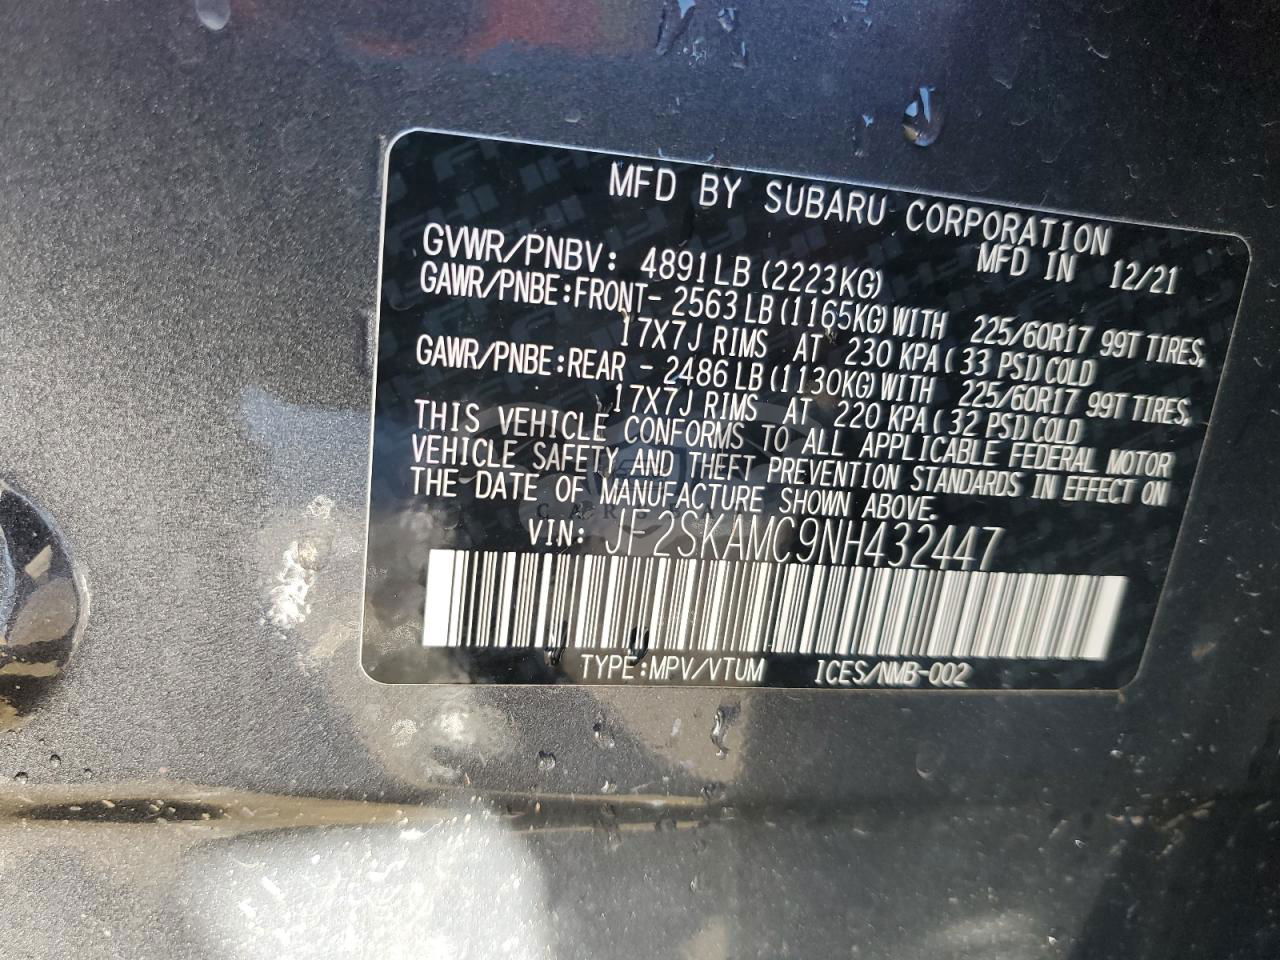 MFD BY SUBARU CORPORATION
MFD IN 12/21
GVWR/PNBV: 4891LB (2223KG)
GAWR/PNBE:FRONT- 2563 LB (1165KG) WITH 225/60R17 99T TIRES,
17X7J RIMS AT 230 KPA ( 33 PSI) COLD
GAWR/PNBE:REAR - 2486 LB (1130KG) WITH 225/60R17 99T TIRES,
17X7J RIMS AT 220 KPA ( 32 PSI) COLD
THIS VEHICLE CONFORMS TO ALL APPLICABLE FEDERAL MOTOR
VEHICLE SAFETY AND THEFT PREVENTION STANDARDS IN EFFECT ON
THE DATE OF MANUFACTURE SHOWN ABOVE.
VIN: JF2SKAMC9NH432447
TYPE:MPV/VTUM ICES/NMB-002